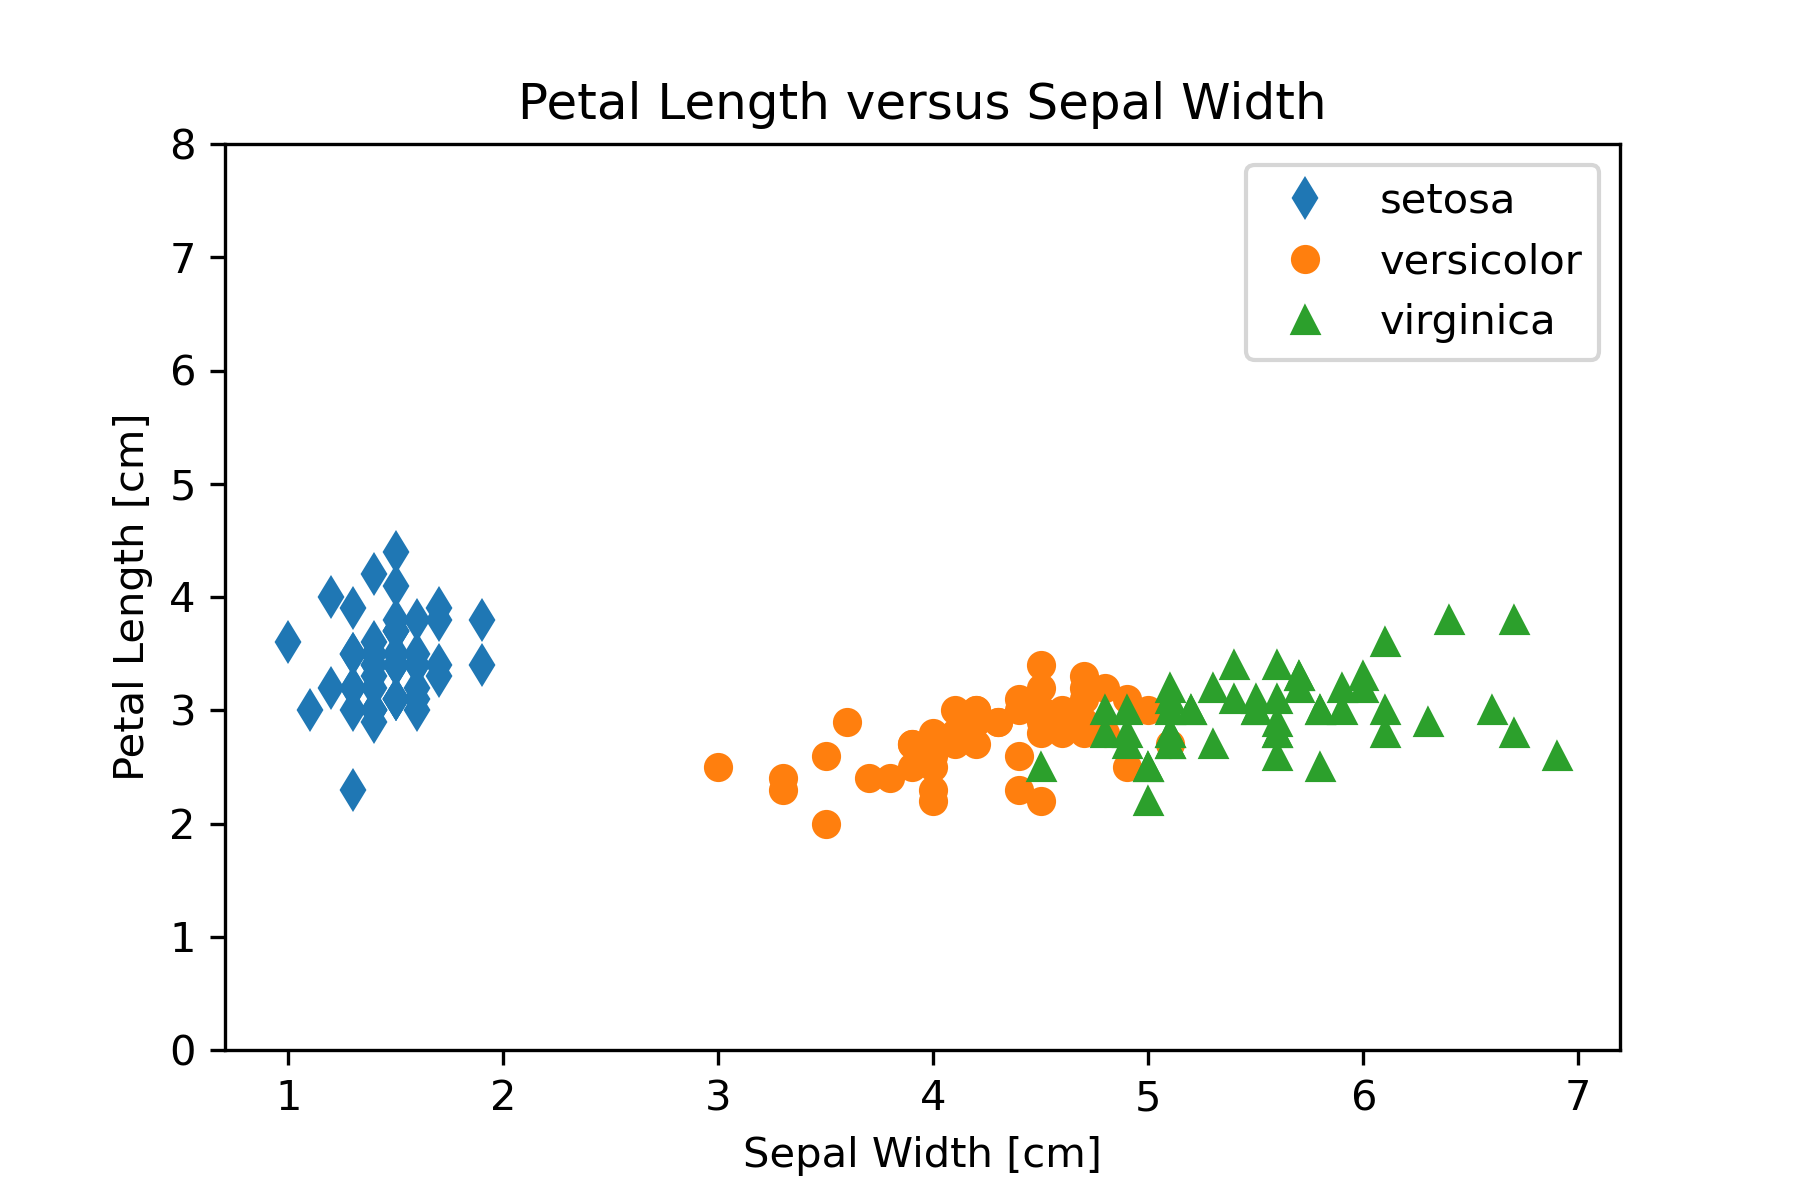 Petal Length versus Sepal Width
8
7
6
5
4
3
2
1
0
Petal Length [cm]
setosa
versicolor
virginica
1 2 3 4 5 6 7
Sepal Width [cm]